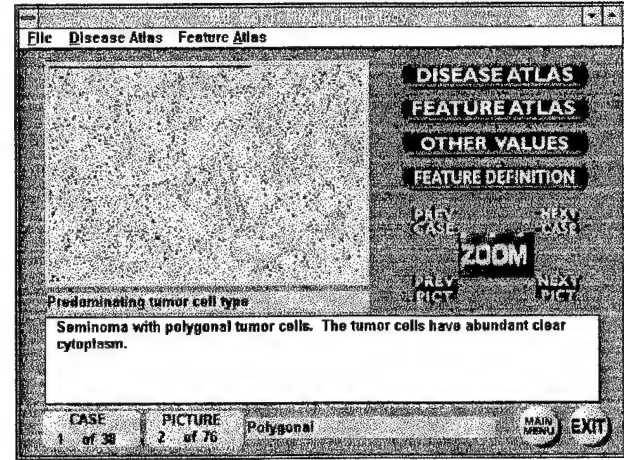 File Disease Atlas Feature Atlas
DISEASE ATLAS
FEATURE ATLAS
OTHER VALUES
FEATURE DEFINITION
PREV CASE
NEXT CASE
ZOOM
PREV PICT
NEXT PICT
Predominating tumor cell type
Seminoma with polygonal tumor cells. The tumor cells have abundant clear
cytoplasm.
CASE
1 of 38
PICTURE
2 of 76
Polygonal
MAIN
MENU
EXIT